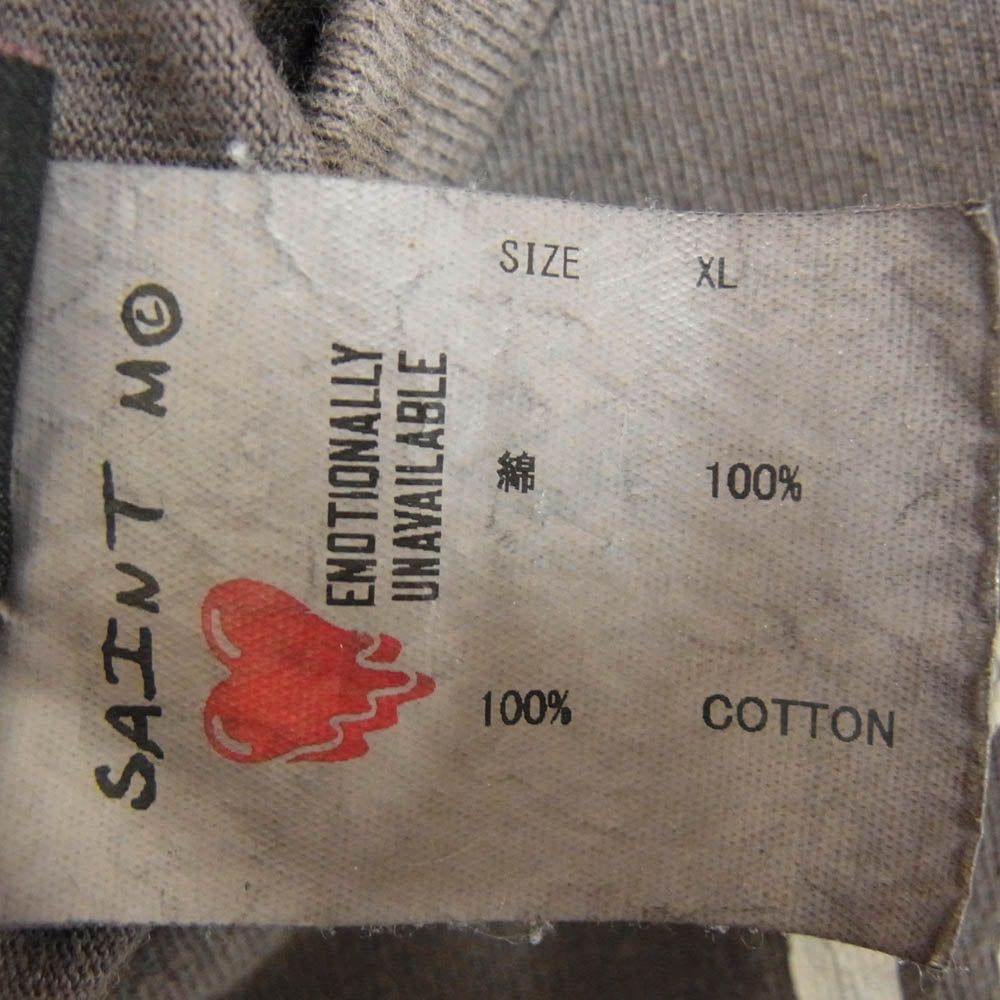 SAINT M©
EMOTIONALLY
UNAVAILABLE
SIZE XL
綿 100%
100% COTTON